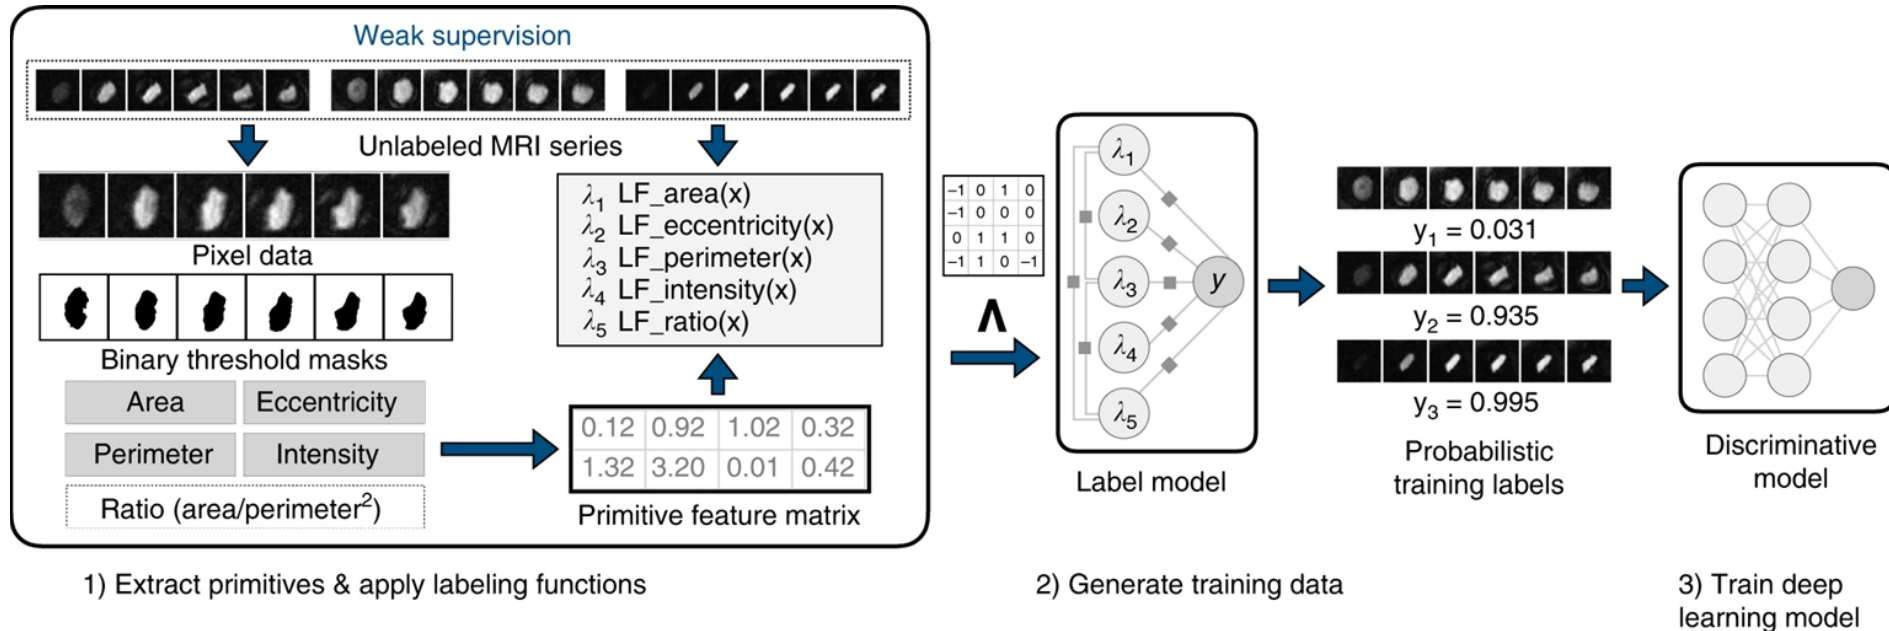 Weak supervision
Unlabeled MRI series
Pixel data
Binary threshold masks
Area
Eccentricity
Perimeter
Intensity
Ratio (area/perimeter²)
λ₁ LF_area(x)
λ₂ LF_eccentricity(x)
λ₃ LF_perimeter(x)
λ₄ LF_intensity(x)
λ₅ LF_ratio(x)
0.12 0.92 1.02 0.32
1.32 3.20 0.01 0.42
Primitive feature matrix
1) Extract primitives & apply labeling functions
−1 0 1 0
−1 0 0 0
0 1 1 0
−1 1 0 −1
Λ
λ₁
λ₂
λ₃
λ₄
λ₅
y
Label model
y₁ = 0.031
y₂ = 0.935
y₃ = 0.995
Probabilistic
training labels
2) Generate training data
Discriminative
model
3) Train deep
learning model